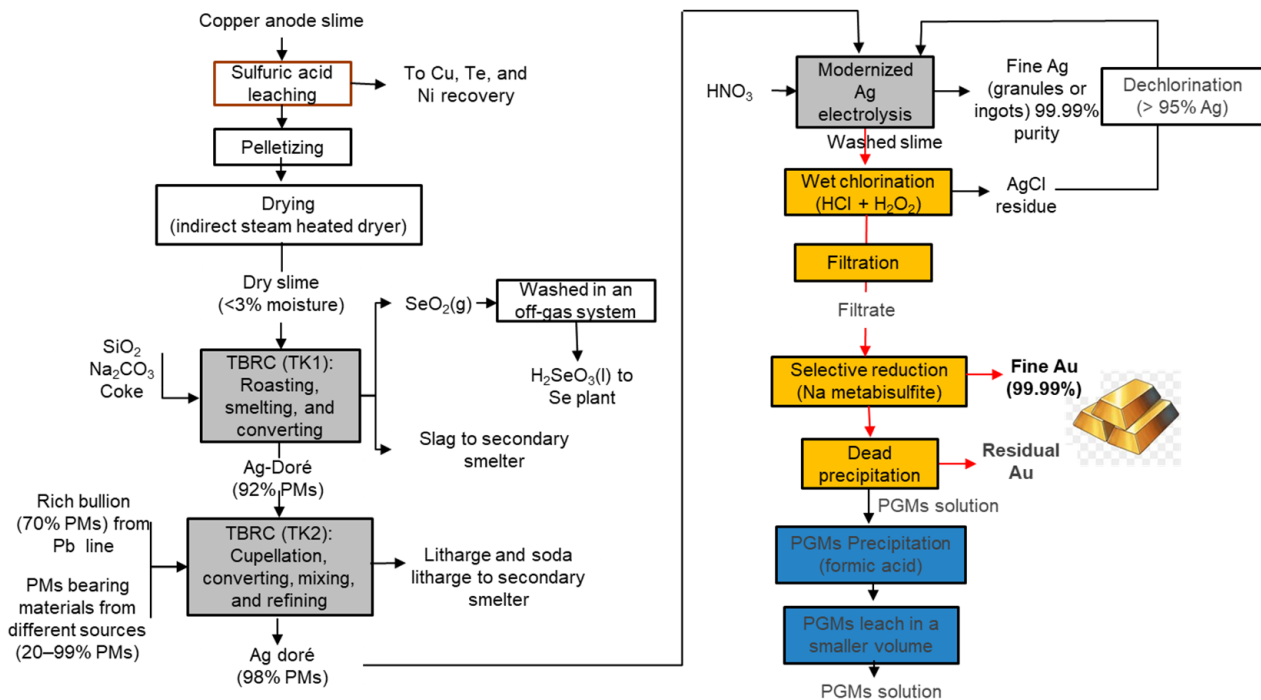 Copper anode slime
Sulfuric acid
leaching
To Cu, Te, and
Ni recovery
Pelletizing
Drying
(indirect steam heated dryer)
Dry slime
(<3% moisture)
SeO₂(g)
Washed in an
off-gas system
H₂SeO₃(l) to
Se plant
SiO₂
Na₂CO₃
Coke
TBRC (TK1):
Roasting,
smelting, and
converting
Slag to secondary
smelter
Ag-Doré
(92% PMs)
Rich bullion
(70% PMs) from
Pb line
PMs bearing
materials from
different sources
(20–99% PMs)
TBRC (TK2):
Cupellation,
converting, mixing,
and refining
Litharge and soda
litharge to secondary
smelter
Ag doré
(98% PMs)
HNO₃
Modernized
Ag
electrolysis
Fine Ag
(granules or
ingots) 99.99%
purity
Dechlorination
(> 95% Ag)
Washed slime
Wet chlorination
(HCl + H₂O₂)
AgCl
residue
Filtration
Filtrate
Selective reduction
(Na metabisulfite)
Fine Au
(99.99%)
Dead
precipitation
Residual
Au
PGMs solution
PGMs Precipitation
(formic acid)
PGMs leach in a
smaller volume
PGMs solution